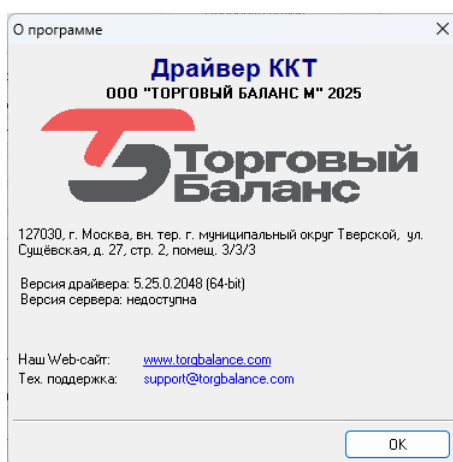 О программе
Драйвер ККТ
ООО "ТОРГОВЫЙ БАЛАНС М" 2025
Торговый
Баланс
127030, г. Москва, вн. тер. г. муниципальный округ Тверской, ул.
Сущёвская, д. 27, стр. 2, помещ. 3/3/3
Версия драйвера: 5.25.0.2048 (64-bit)
Версия сервера: недоступна
Наш Web-сайт: www.torgbalance.com
Тех. поддержка: support@torgbalance.com
OK